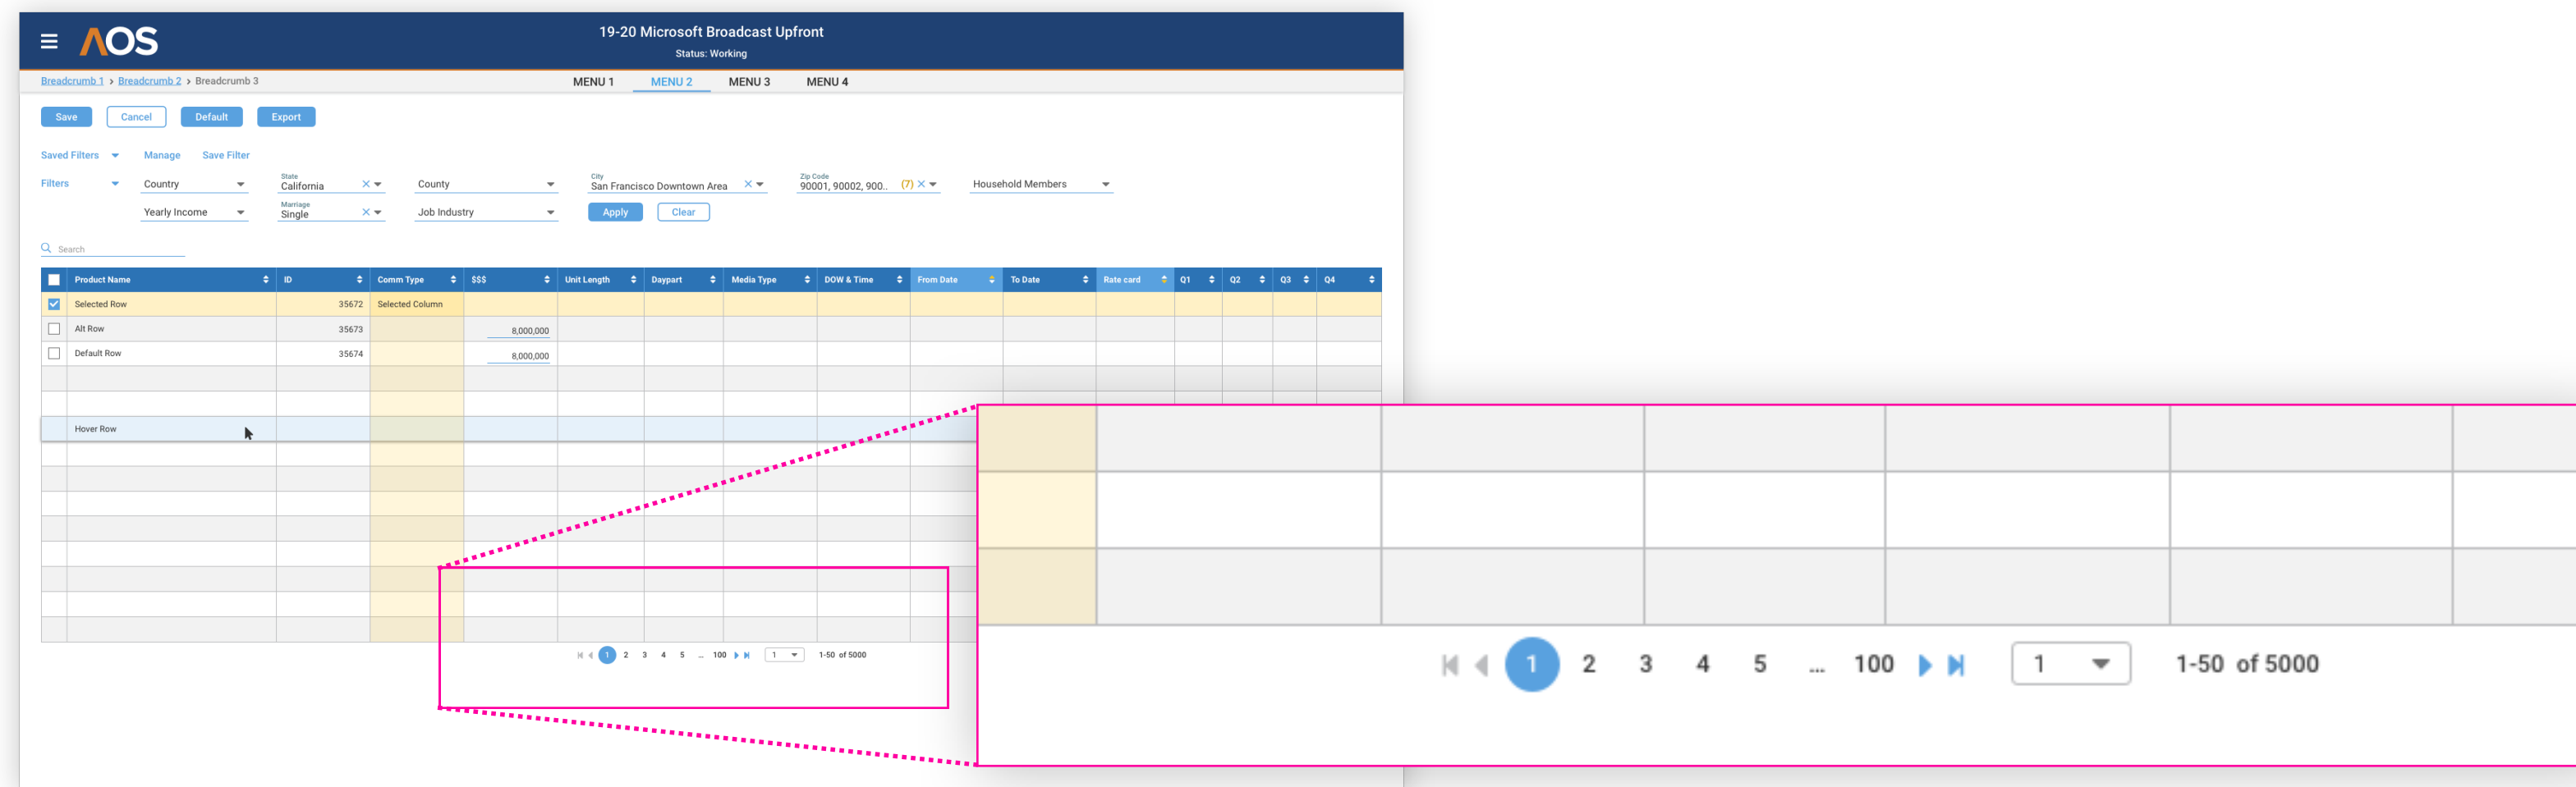 AOS
19-20 Microsoft Broadcast Upfront
Status: Working
Breadcrumb 1 > Breadcrumb 2 > Breadcrumb 3
MENU 1 MENU 2 MENU 3 MENU 4
Save Cancel Default Export
Saved Filters Manage Save Filter
Filters Country State California County City San Francisco Downtown Area Zip Code 90001, 90002, 900.. (7) Household Members
Yearly Income Marriage Single Job Industry Apply Clear
Search
Product Name ID Comm Type $$$ Unit Length Daypart Media Type DOW & Time From Date To Date Rate card Q1 Q2 Q3 Q4
Selected Row 35672 Selected Column
Alt Row 35673 8,000,000
Default Row 35674 8,000,000
Hover Row
1 2 3 4 5 ... 100 1 1-50 of 5000
1 2 3 4 5 ... 100 1 1-50 of 5000